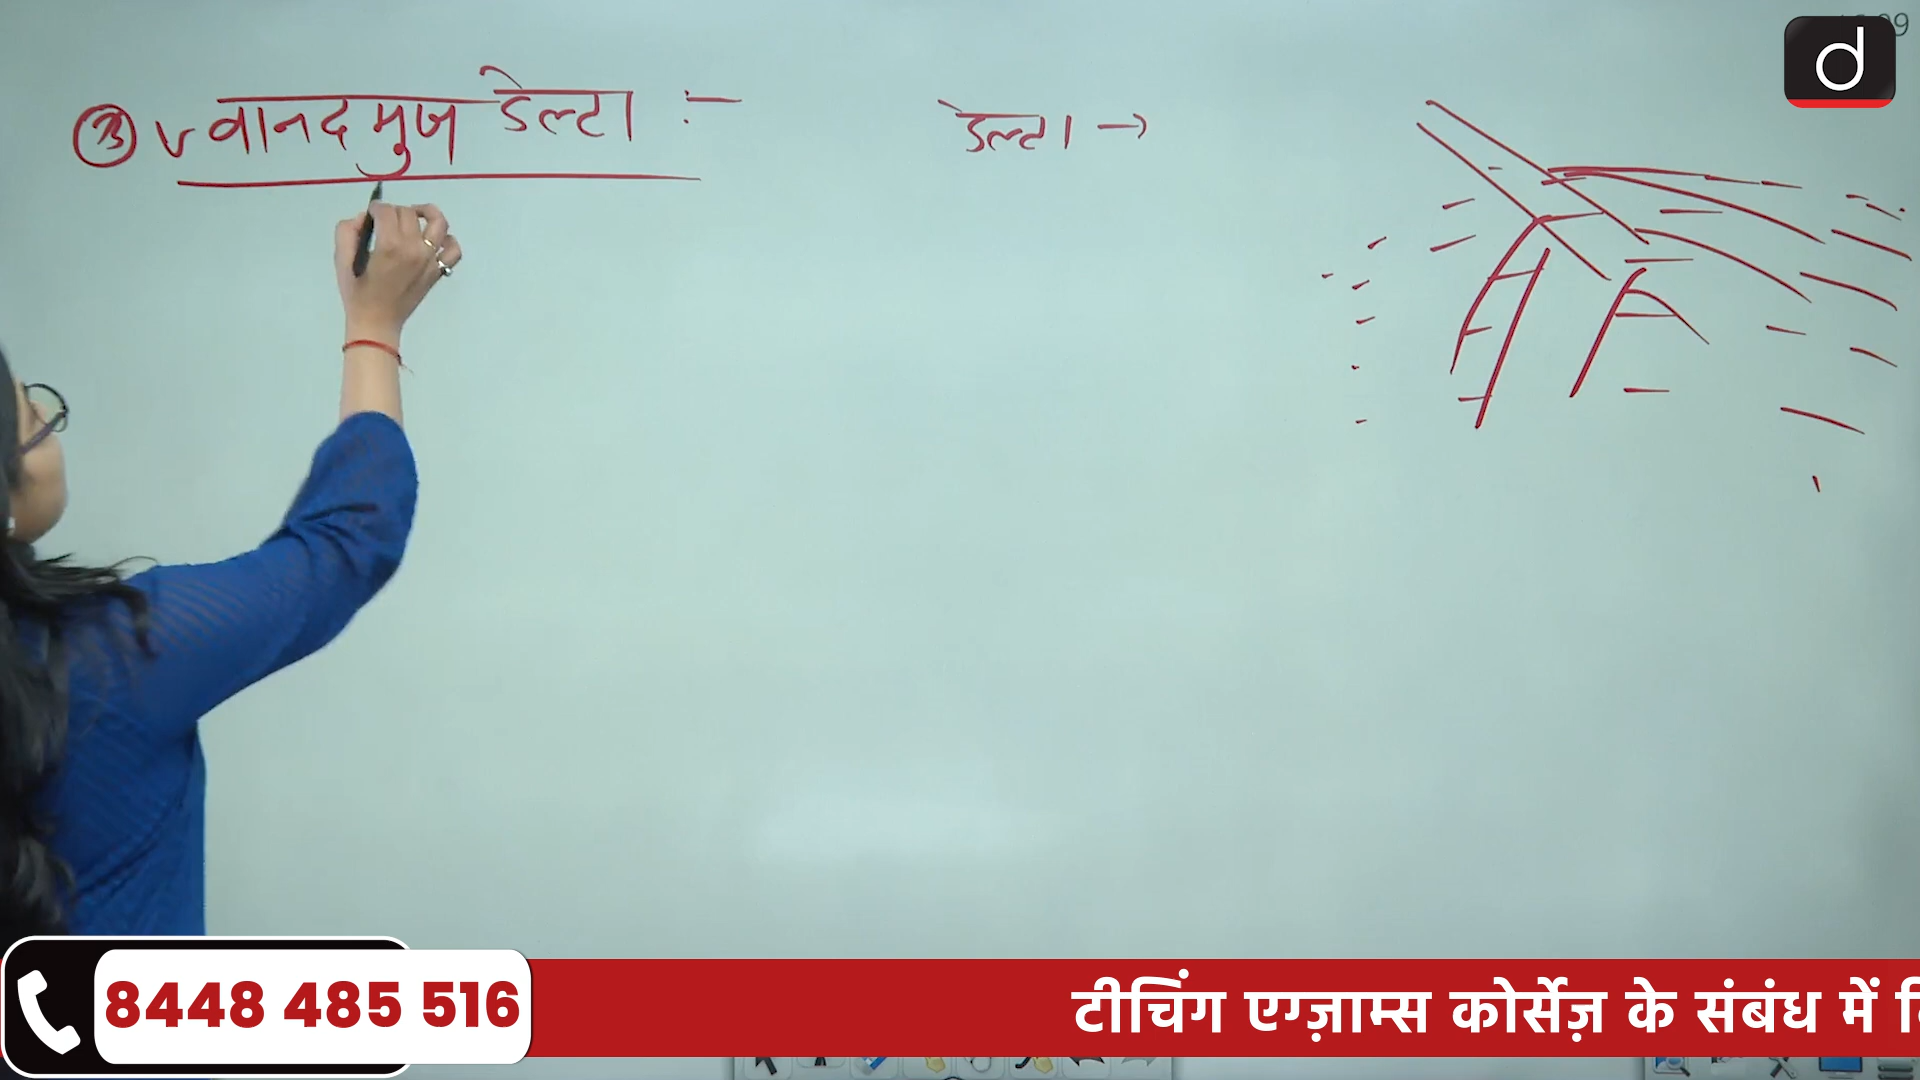 ③ वानदमुज डेल्टा :-
डेल्टा →
8448 485 516
टीचिंग एग्ज़ाम्स कोर्सेज़ के संबंध में